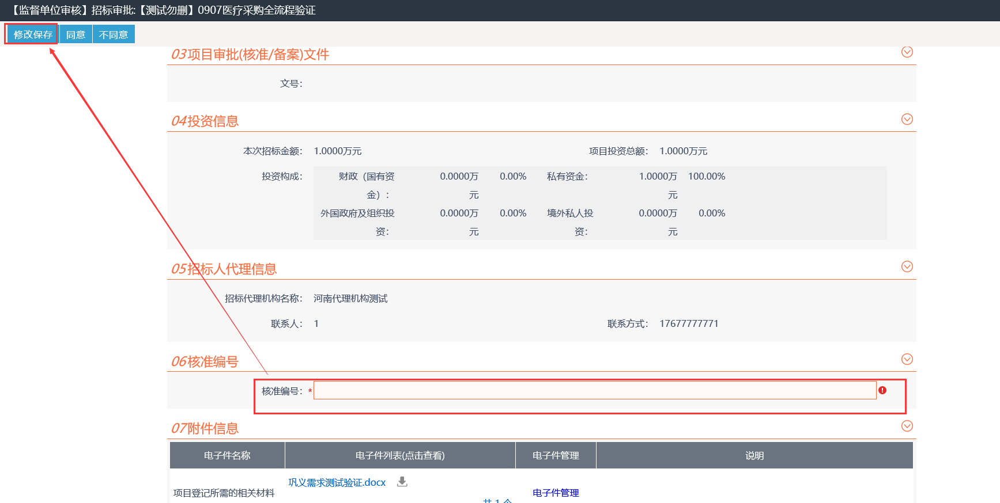 【监督单位审核】招标审批:【测试勿删】0907医疗采购全流程验证
修改保存 同意 不同意
03项目审批(核准/备案)文件
文号：
04投资信息
本次招标金额： 1.0000万元 项目投资总额： 1.0000万元
投资构成： 财政（国有资金）： 0.0000万元 0.00% 私有资金： 1.0000万元 100.00%
外国政府及组织投资： 0.0000万元 0.00% 境外私人投资： 0.0000万元 0.00%
05招标人代理信息
招标代理机构名称： 河南代理机构测试
联系人： 1 联系方式： 17677777771
06核准编号
核准编号：*
07附件信息
电子件名称 电子件列表(点击查看) 电子件管理 说明
巩义需求测试验证.docx
项目登记所需的相关材料 电子件管理
共 1 个